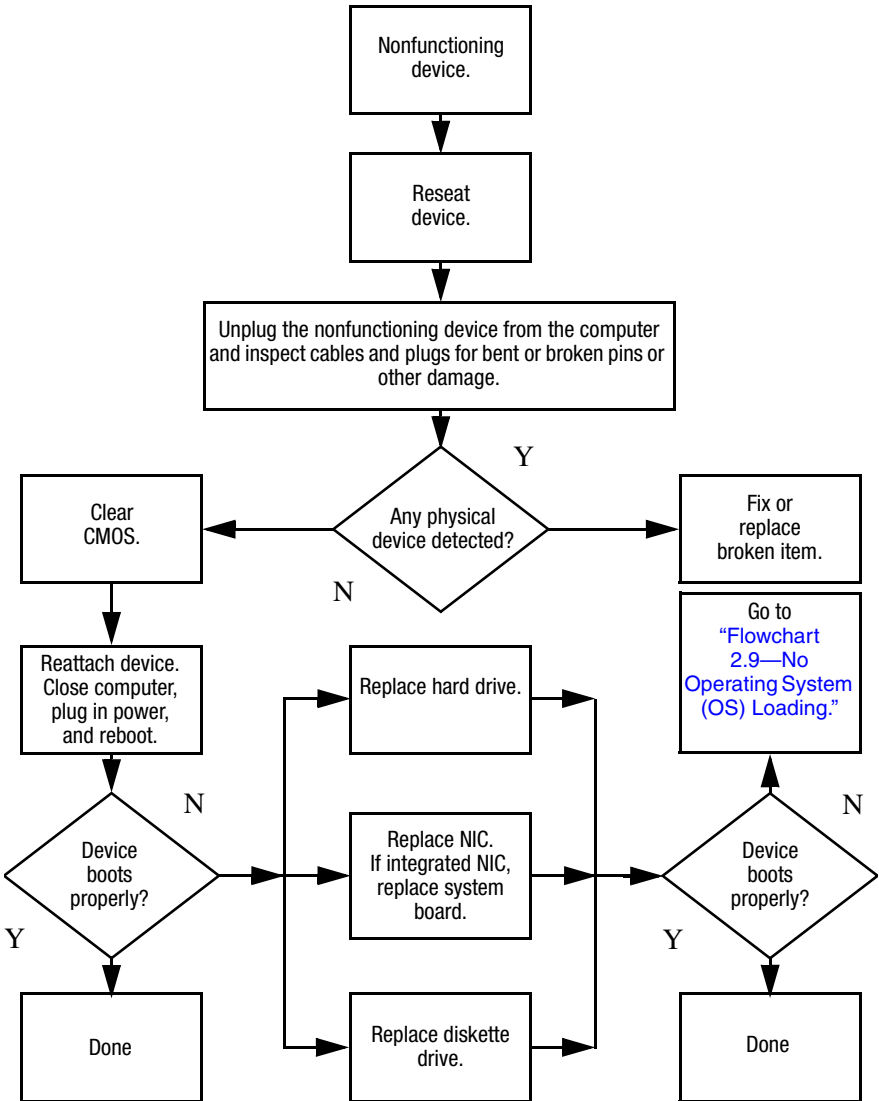 Nonfunctioning
device.
Reseat
device.
Unplug the nonfunctioning device from the computer
and inspect cables and plugs for bent or broken pins or
other damage.
Y
Clear
CMOS.
Any physical
device detected?
Fix or
replace
broken item.
N
Go to
“Flowchart
2.9—No
Operating System
(OS) Loading.”
Reattach device.
Close computer,
plug in power,
and reboot.
Replace hard drive.
N
N
Device
boots
properly?
Replace NIC.
If integrated NIC,
replace system
board.
Device
boots
properly?
Y
Y
Done
Replace diskette
drive.
Done